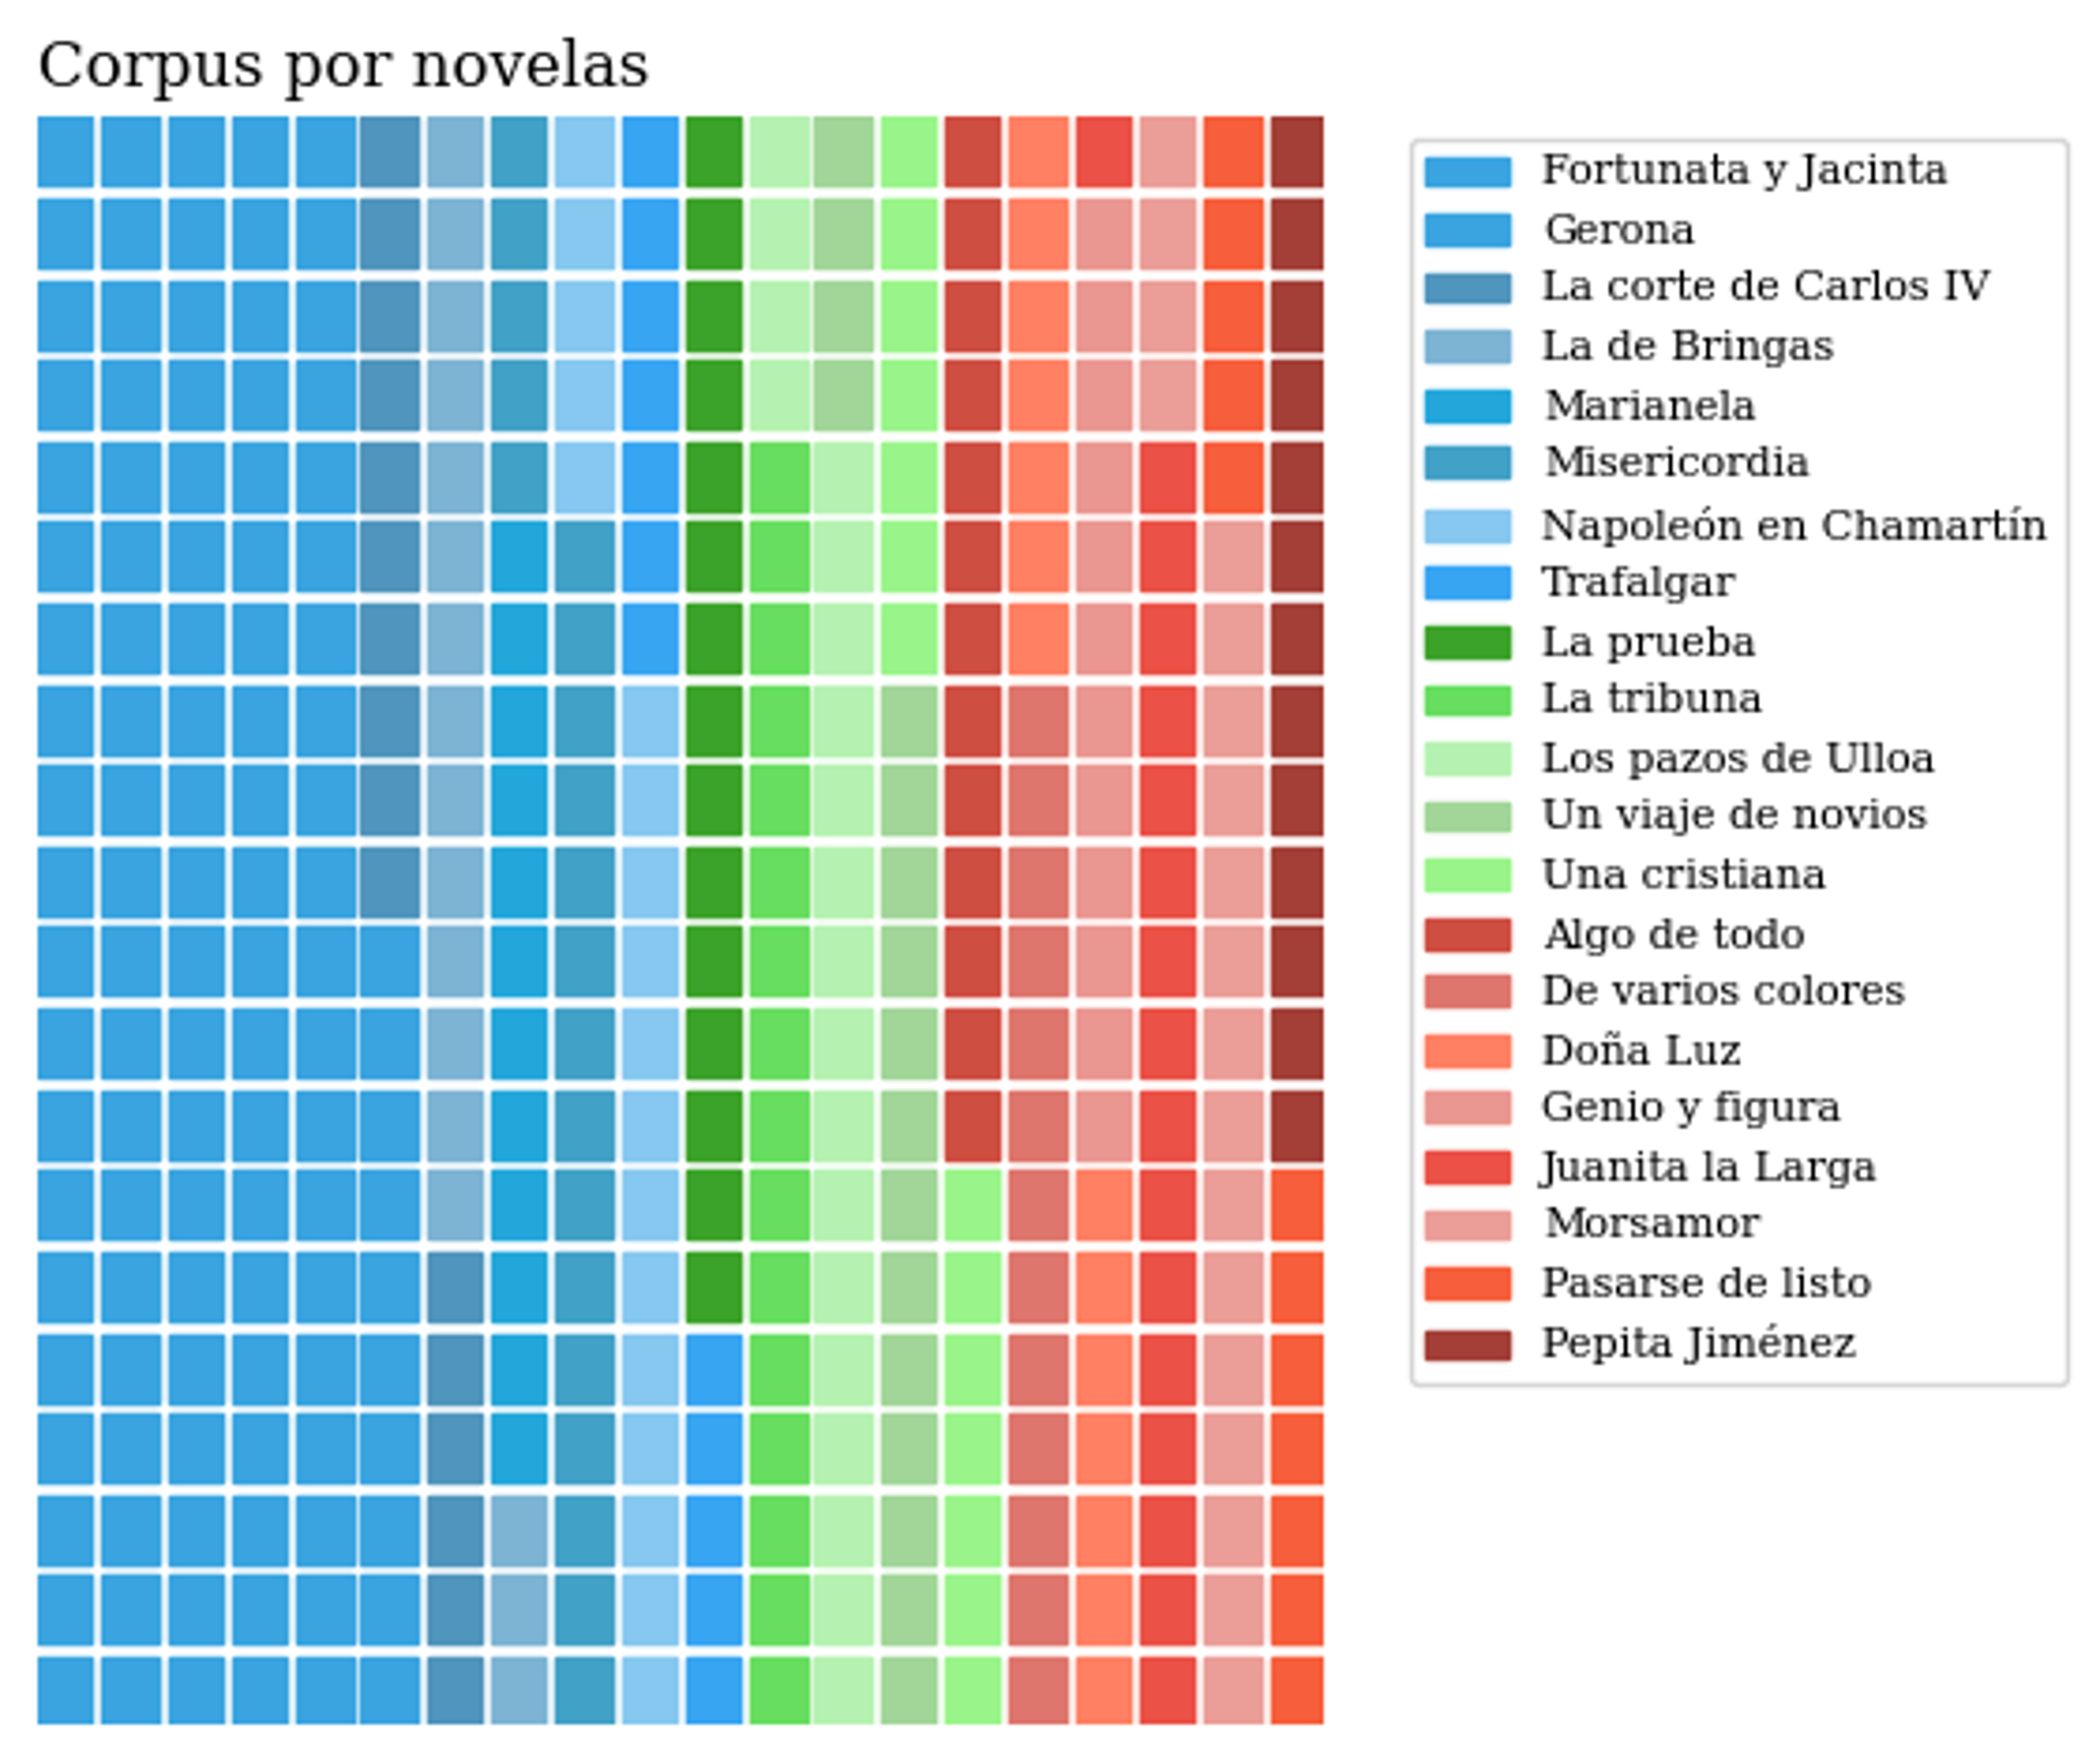 Corpus por novelas
Fortunata y Jacinta
Gerona
La corte de Carlos IV
La de Bringas
Marianela
Misericordia
Napoleón en Chamartín
Trafalgar
La prueba
La tribuna
Los pazos de Ulloa
Un viaje de novios
Una cristiana
Algo de todo
De varios colores
Doña Luz
Genio y figura
Juanita la Larga
Morsamor
Pasarse de listo
Pepita Jiménez